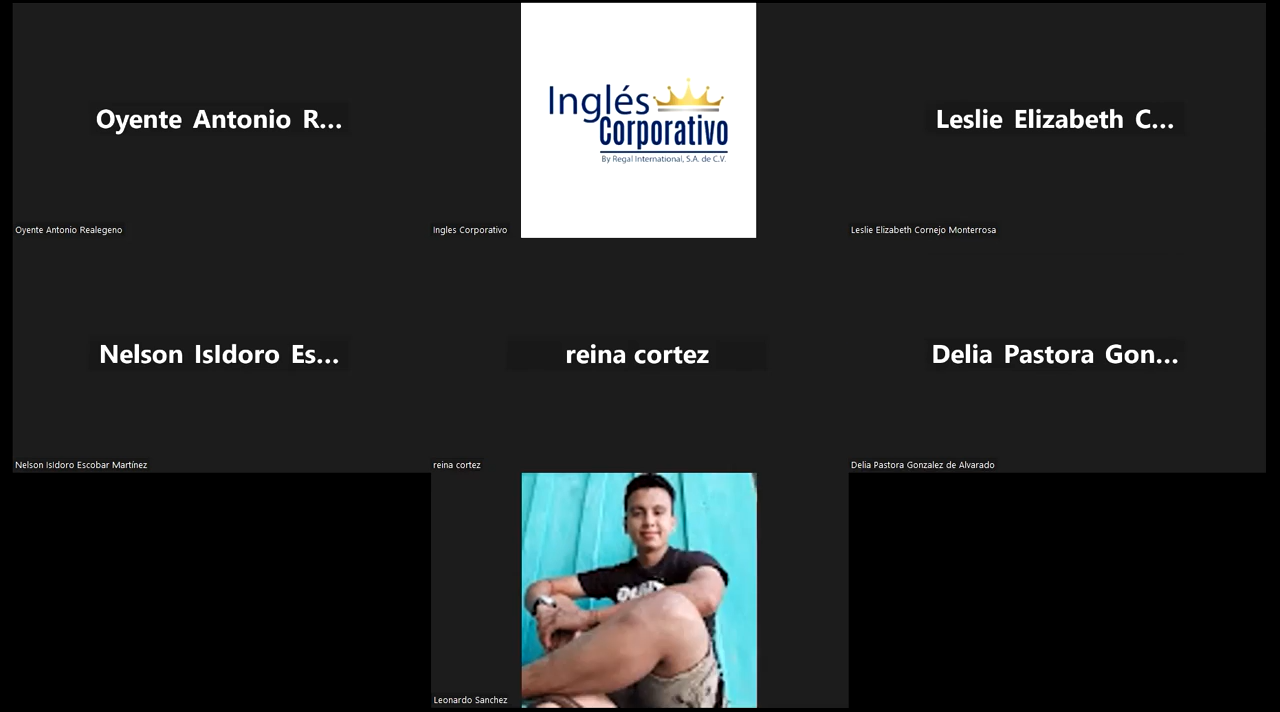 Oyente Antonio R...
Inglés
Corporativo
By Regal International, S.A. de C.V.
Leslie Elizabeth C...
Oyente Antonio Realegeno
Ingles Corporativo
Leslie Elizabeth Cornejo Monterrosa
Nelson IsIdoro Es...
reina cortez
Delia Pastora Gon...
Nelson IsIdoro Escobar Martínez
reina cortez
Delia Pastora Gonzalez de Alvarado
Leonardo Sanchez